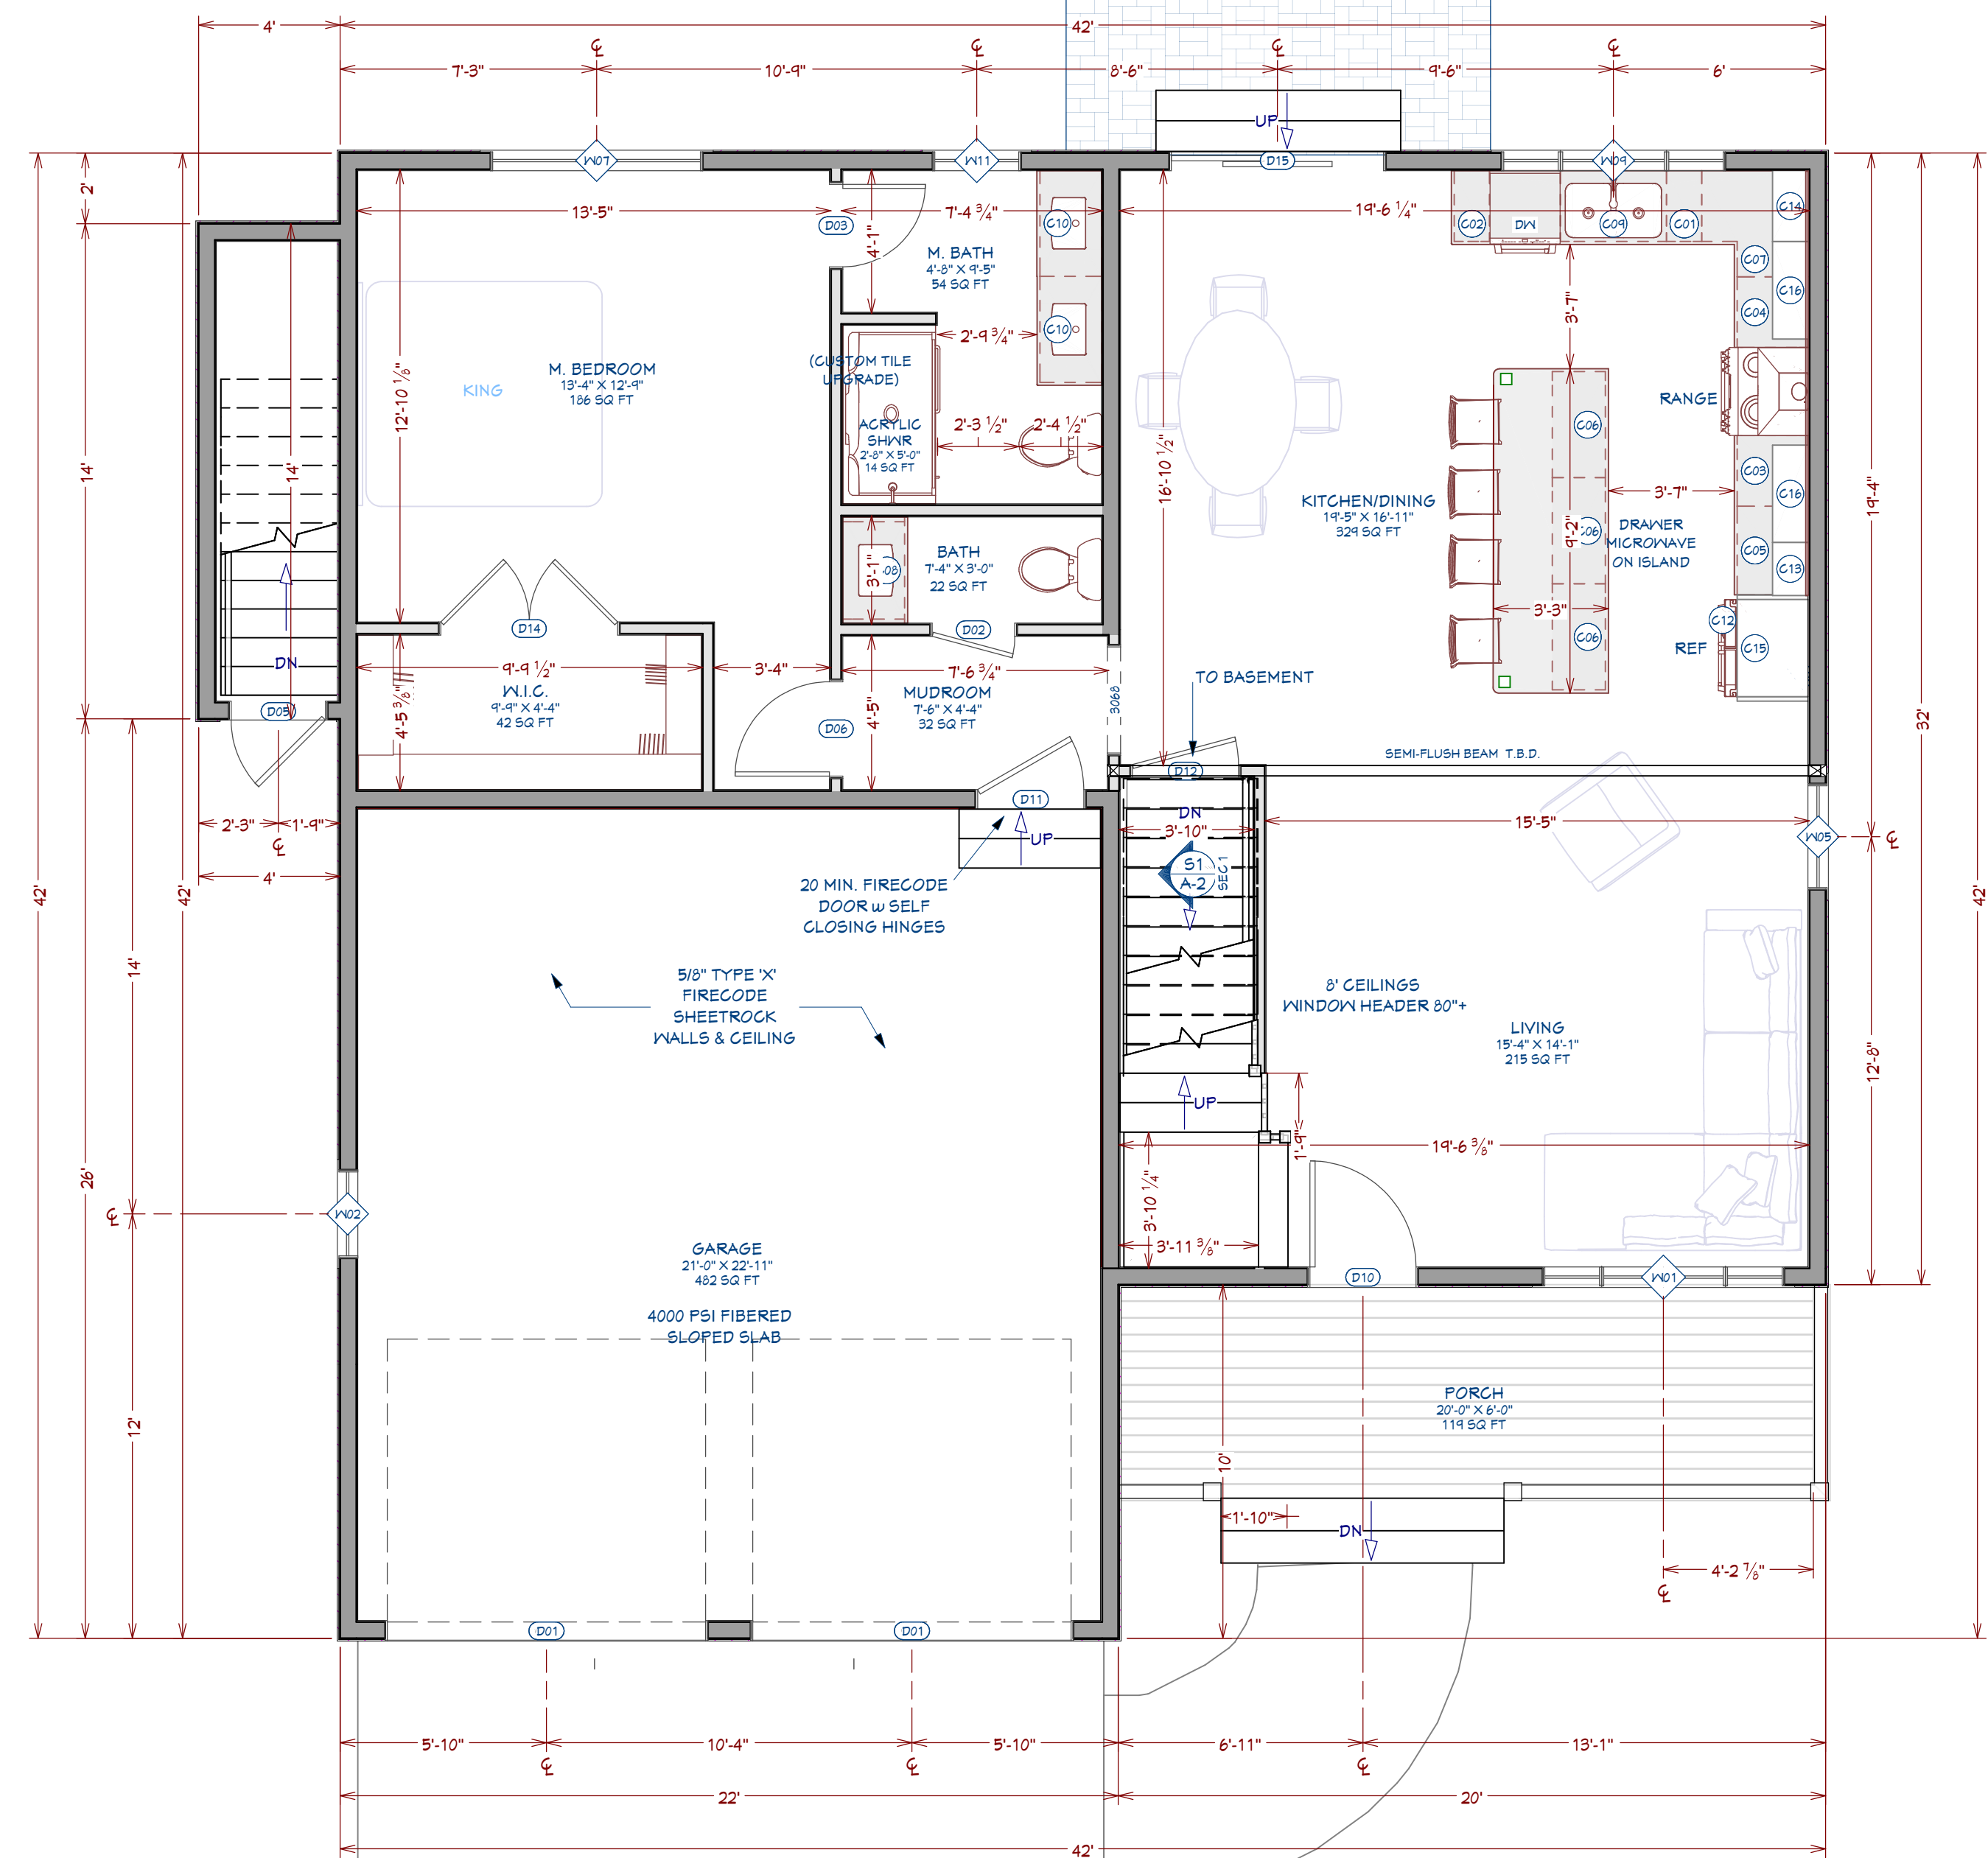 4'
42'
7'-3"
10'-9"
8'-6"
9'-6"
6'
UP
W07
W11
D15
W09
2'
13'-5"
D03
7'-4 3/4"
C10
19'-6 1/4"
C02
DW
C09
C01
C14
4'-1"
M. BATH
4'-8" X 9'-5"
54 SQ FT
C07
C16
C04
3'-7"
C10
2'-9 3/4"
(CUSTOM TILE
UPGRADE)
M. BEDROOM
13'-4" X 12'-9"
186 SQ FT
KING
12'-10 1/8"
RANGE
ACRYLIC
SHWR
2'-8" X 5'-0"
14 SQ FT
2'-3 1/2"
2'-4 1/2"
C06
14'
14'
16'-10 1/2"
KITCHEN/DINING
19'-5" X 16'-11"
329 SQ FT
C03
C16
3'-7"
19'-4"
9'-2"
C06
DRAWER
MICROWAVE
ON ISLAND
C05
C13
BATH
7'-4" X 3'-0"
22 SQ FT
3'-1"
C08
3'-3"
C12
C06
REF
C15
D14
D02
DN
9'-9 1/2"
3'-4"
7'-6 3/4"
TO BASEMENT
W.I.C.
9'-9" X 4'-4"
42 SQ FT
4'-5 3/8"
MUDROOM
7'-6" X 4'-4"
32 SQ FT
4'-5"
3068
D05
D06
32'
SEMI-FLUSH BEAM T.B.D.
D12
D11
DN
2'-3"
1'-9"
UP
3'-10"
15'-5"
W05
S1
A-2
SEC1
4'
42'
42'
42'
20 MIN. FIRECODE
DOOR w SELF
CLOSING HINGES
5/8" TYPE 'X'
FIRECODE
SHEETROCK
WALLS & CEILING
14'
8' CEILINGS
WINDOW HEADER 80"+
LIVING
15'-4" X 14'-1"
215 SQ FT
12'-8"
UP
1'-9"
19'-6 3/8"
26'
3'-10 1/4"
W02
3'-11 3/8"
GARAGE
21'-0" X 22'-11"
482 SQ FT
D10
W01
4000 PSI FIBERED
SLOPED SLAB
PORCH
20'-0" X 6'-0"
119 SQ FT
12'
10'
1'-10"
DN
4'-2 7/8"
D01
D01
5'-10"
10'-4"
5'-10"
6'-11"
13'-1"
22'
20'
42'